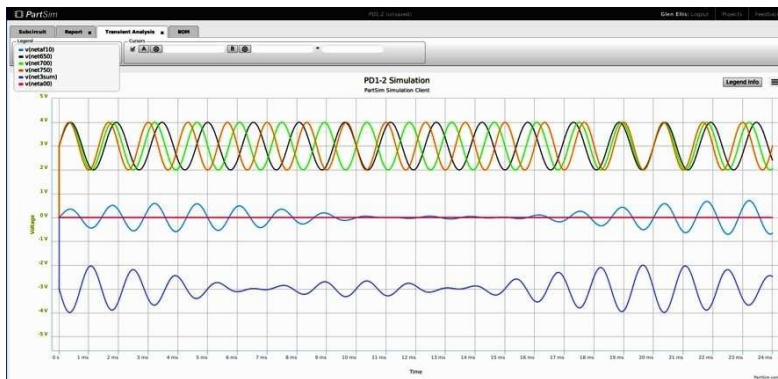 PartSim
PD1.2 (unsaved)
Glen Ellis: Logout Projects Feedback
Subcircuit Report Transient Analysis BOM
Legend
v(netaf10)
v(net650)
v(net700)
v(net750)
v(net3sum)
v(neta00)
Cursors
A B
PD1-2 Simulation
PartSim Simulation Client
Legend Info
5 V
4 V
3 V
2 V
1 V
0 V
-1 V
-2 V
-3 V
-4 V
-5 V
Voltage
0 s 1 ms 2 ms 3 ms 4 ms 5 ms 6 ms 7 ms 8 ms 9 ms 10 ms 11 ms 12 ms 13 ms 14 ms 15 ms 16 ms 17 ms 18 ms 19 ms 20 ms 21 ms 22 ms 23 ms 24 ms
Time
PartSim.com